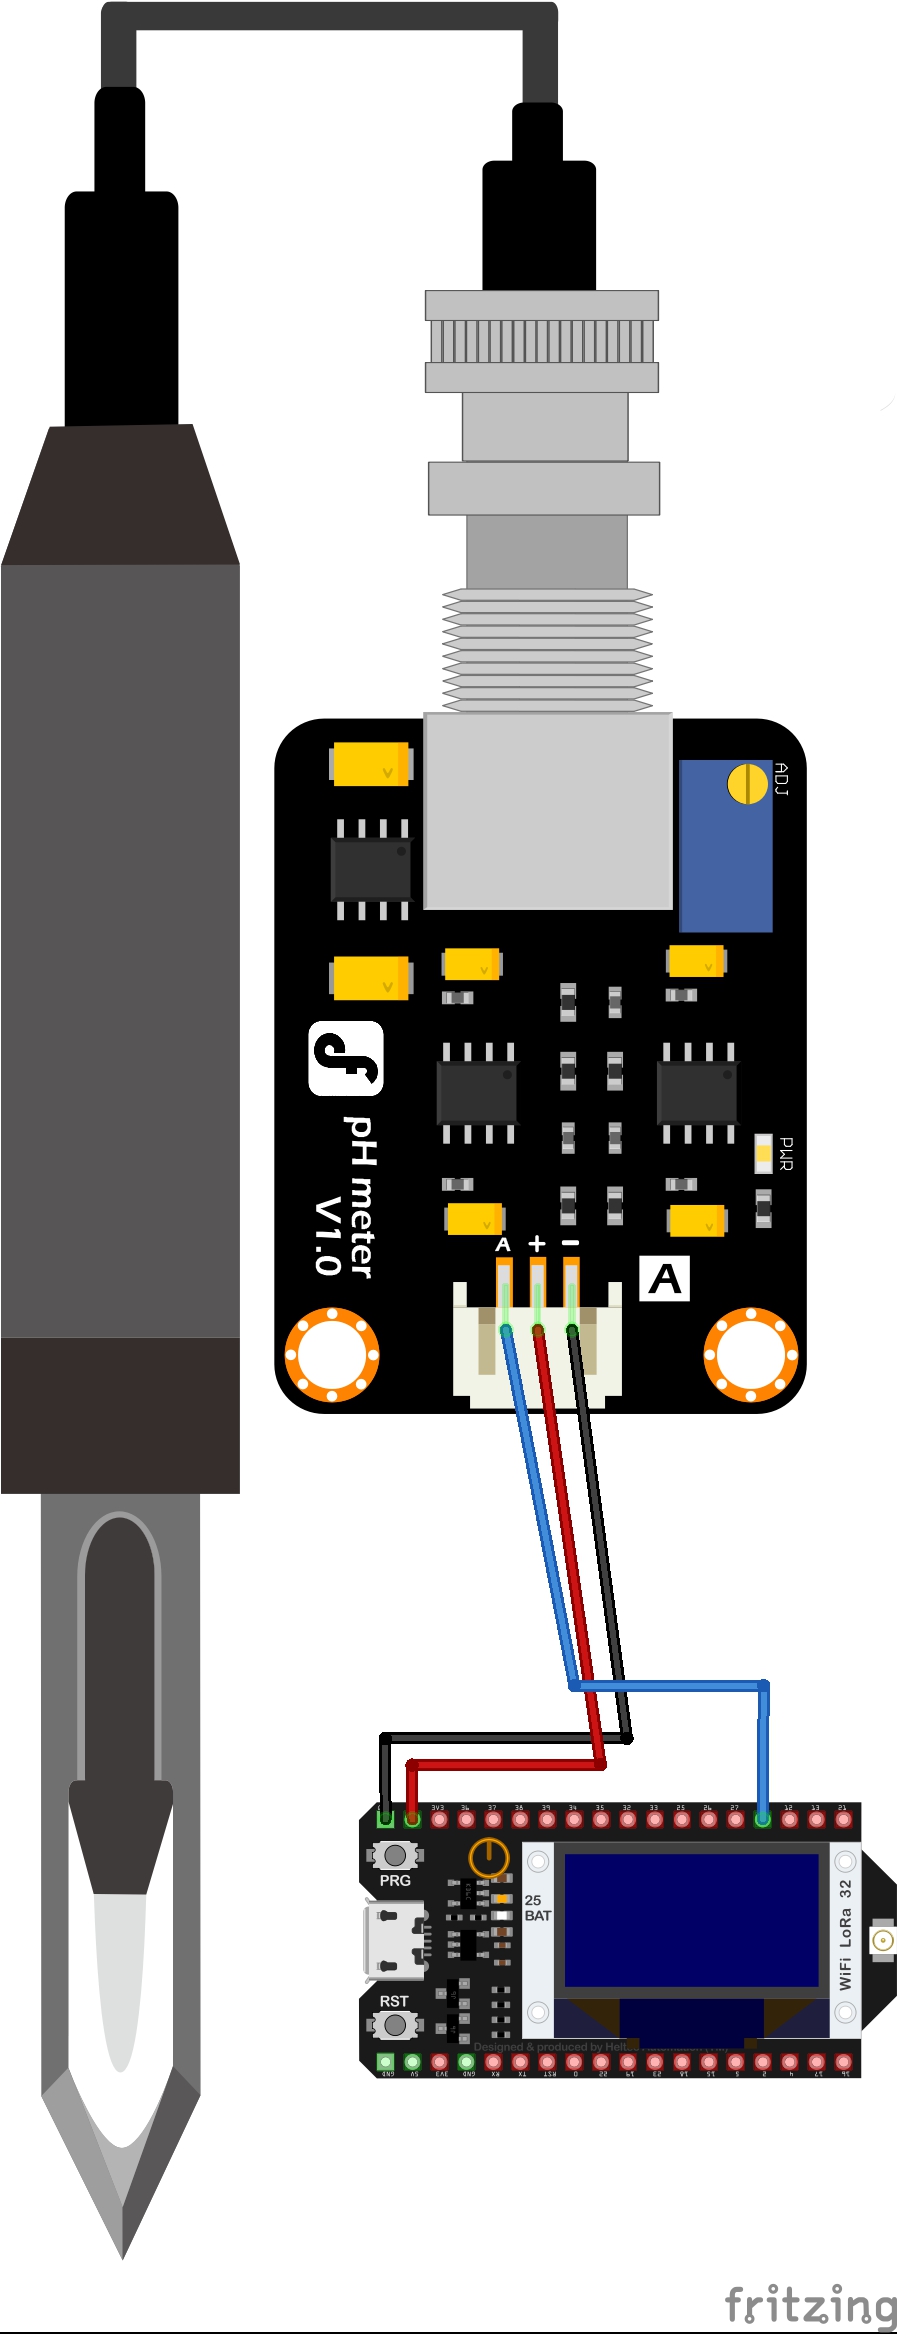 ADJ
pH meter
V1.0
PWR
A + −
A
3V3 36 37 38 39 34 35 32 33 25 26 27 12 13 21
PRG
25
BAT
WiFi LoRa 32
RST
Designed & produced by Heltec Automation (TM)
GND 5V 3V3 GND RX TX RST 0 22 19 23 18 15 5 2 4 17 16
fritzing